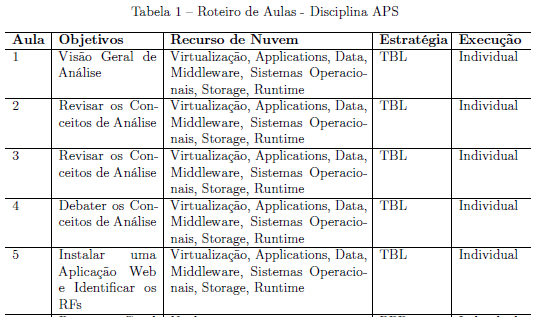 Tabela 1 – Roteiro de Aulas - Disciplina APS
Aula Objetivos Recurso de Nuvem Estratégia Execução
1 Visão Geral de Virtualização, Applications, Data, TBL Individual
Análise Middleware, Sistemas Operacio-
nais, Storage, Runtime
2 Revisar os Con- Virtualização, Applications, Data, TBL Individual
ceitos de Análise Middleware, Sistemas Operacio-
nais, Storage, Runtime
3 Revisar os Con- Virtualização, Applications, Data, TBL Individual
ceitos de Análise Middleware, Sistemas Operacio-
nais, Storage, Runtime
4 Debater os Con- Virtualização, Applications, Data, TBL Individual
ceitos de Análise Middleware, Sistemas Operacio-
nais, Storage, Runtime
5 Instalar uma Virtualização, Applications, Data, TBL Individual
Aplicação Web Middleware, Sistemas Operacio-
e Identificar os nais, Storage, Runtime
RFs